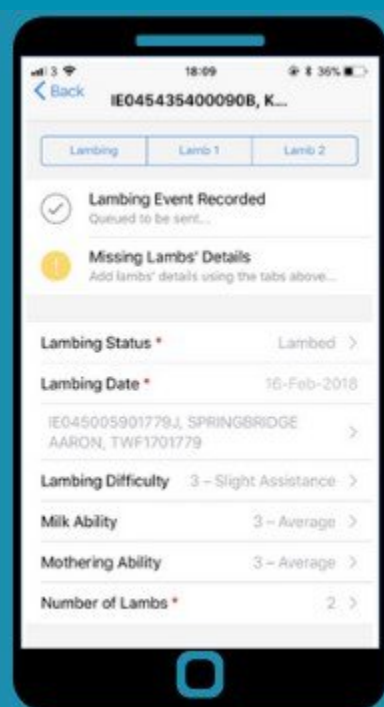 3 18:09 36%
Back IE045435400090B, K...
Lambing Lamb 1 Lamb 2
Lambing Event Recorded
Queued to be sent...
Missing Lambs' Details
Add lambs' details using the tabs above...
Lambing Status * Lambed
Lambing Date * 16-Feb-2018
IE045005901779J, SPRINGBRIDGE
AARON, TWF1701779
Lambing Difficulty 3 – Slight Assistance
Milk Ability 3 – Average
Mothering Ability 3 – Average
Number of Lambs * 2